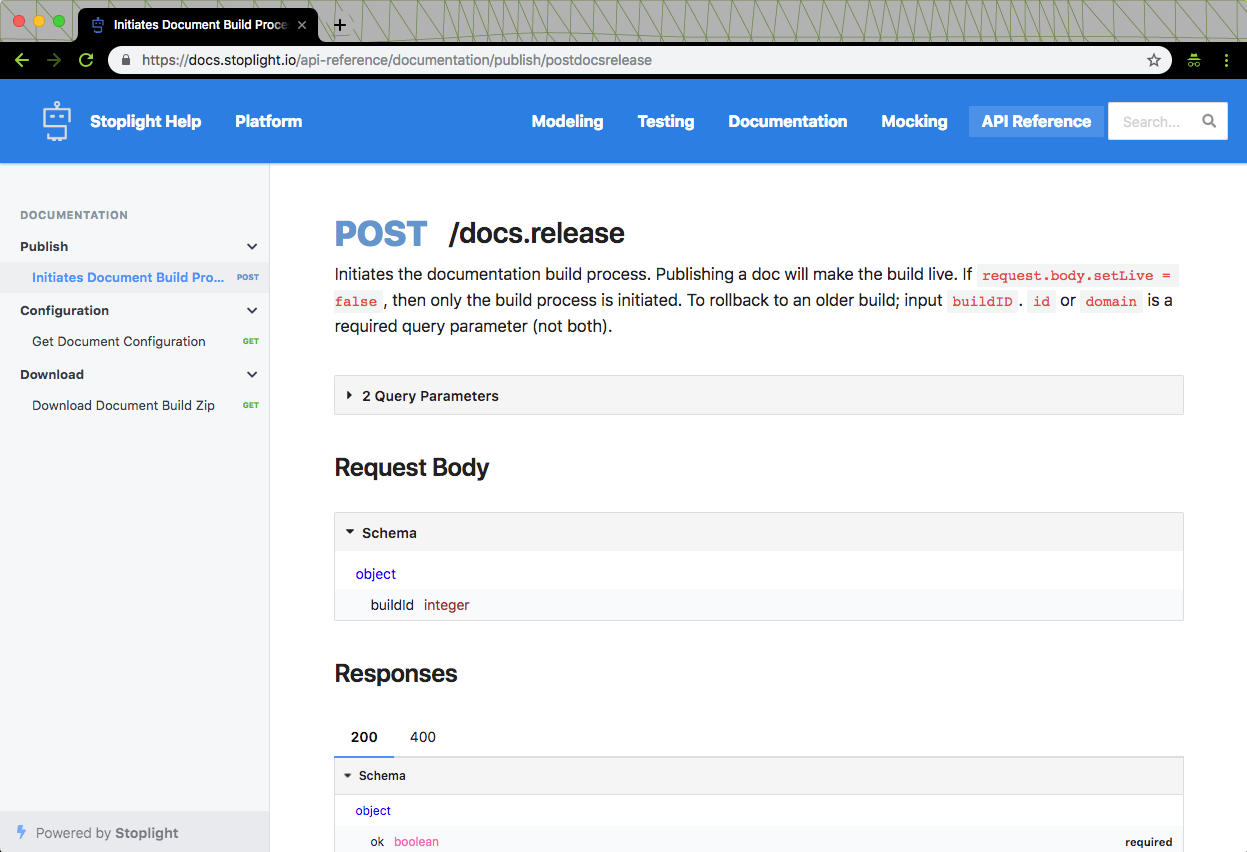 Initiates Document Build Proce
https://docs.stoplight.io/api-reference/documentation/publish/postdocsrelease
Stoplight Help Platform Modeling Testing Documentation Mocking API Reference Search...
DOCUMENTATION
Publish
Initiates Document Build Pro... POST
Configuration
Get Document Configuration GET
Download
Download Document Build Zip GET
Powered by Stoplight
POST /docs.release
Initiates the documentation build process. Publishing a doc will make the build live. If request.body.setLive =
false , then only the build process is initiated. To rollback to an older build; input buildID . id or domain is a
required query parameter (not both).
2 Query Parameters
Request Body
Schema
object
buildId integer
Responses
200 400
Schema
object
ok boolean required